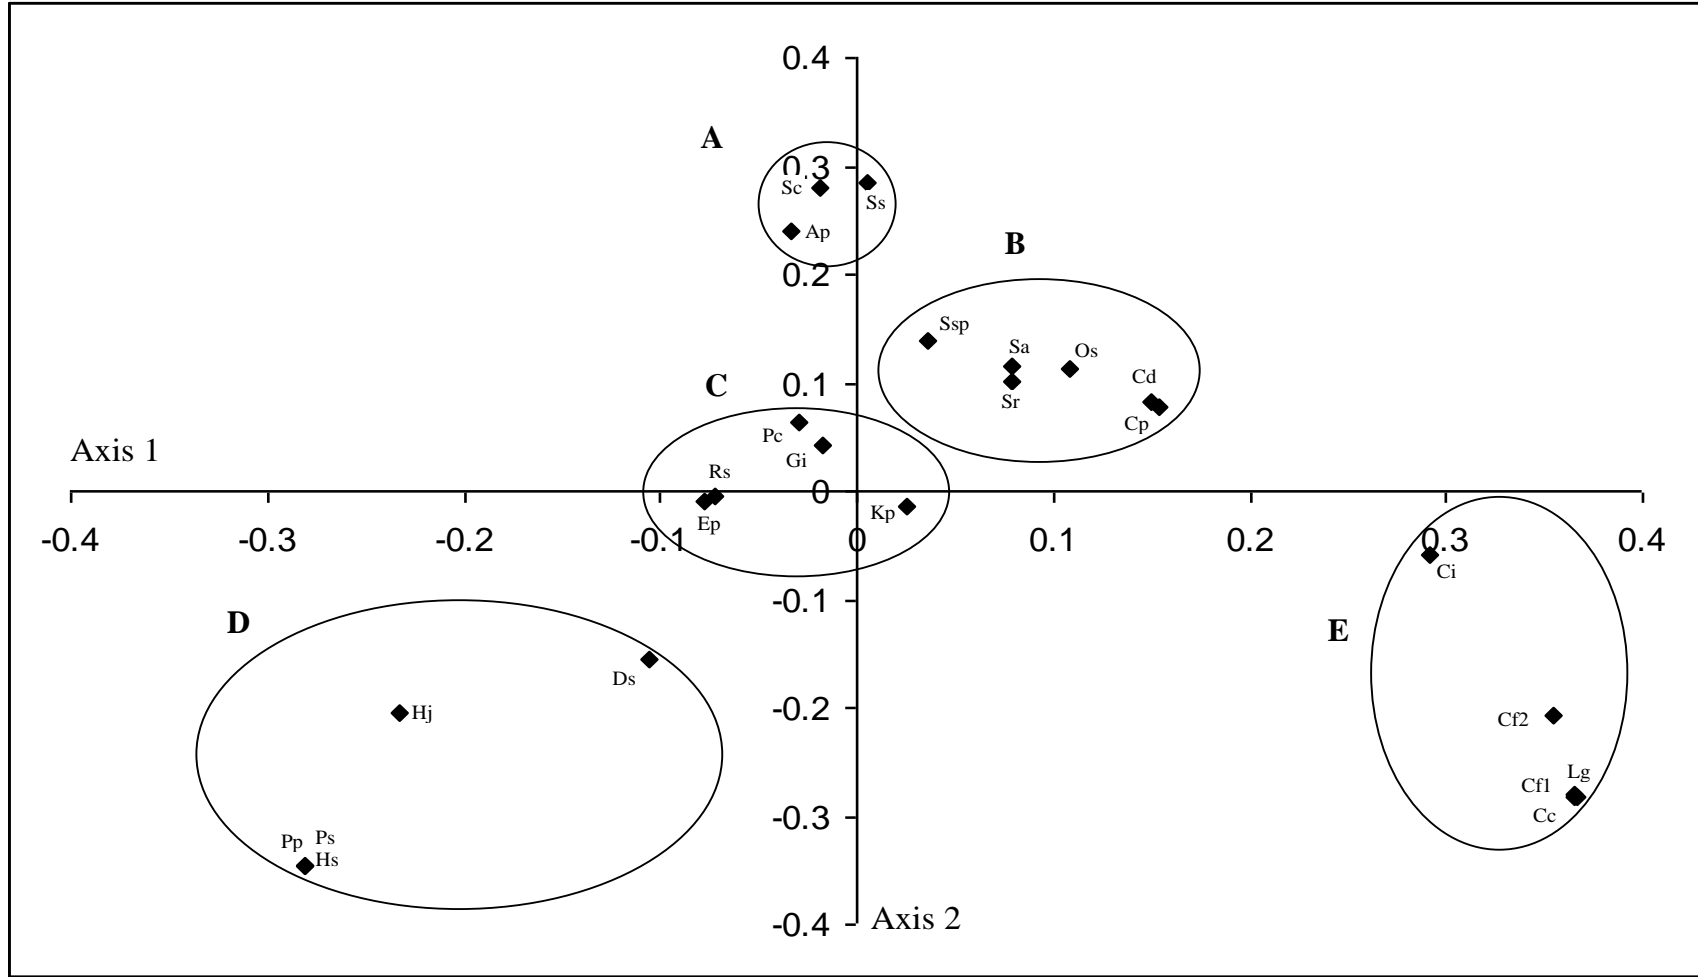 0.4
A
0.3
Sc
Ss
Ap
B
0.2
Ssp
Sa
Os
Cd
C
0.1
Sr
Cp
Pc
Axis 1
Gi
Rs
0
Ep
Kp
-0.4
-0.3
-0.2
-0.1
0
0.1
0.2
0.3
0.4
Ci
-0.1
D
E
Ds
-0.2
Hj
Cf2
Lg
Cf1
-0.3
Cc
Ps
Pp
Hs
-0.4
Axis 2